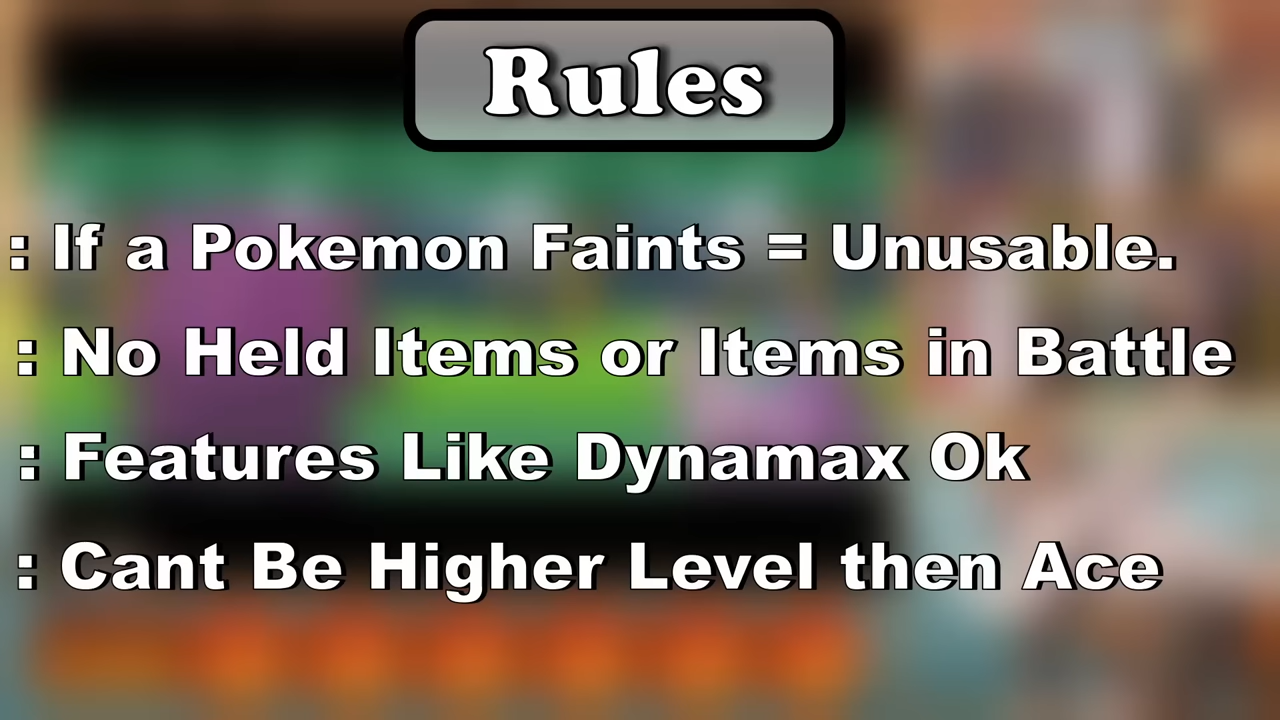 Rules
: If a Pokemon Faints = Unusable.
: No Held Items or Items in Battle
: Features Like Dynamax Ok
: Cant Be Higher Level then Ace